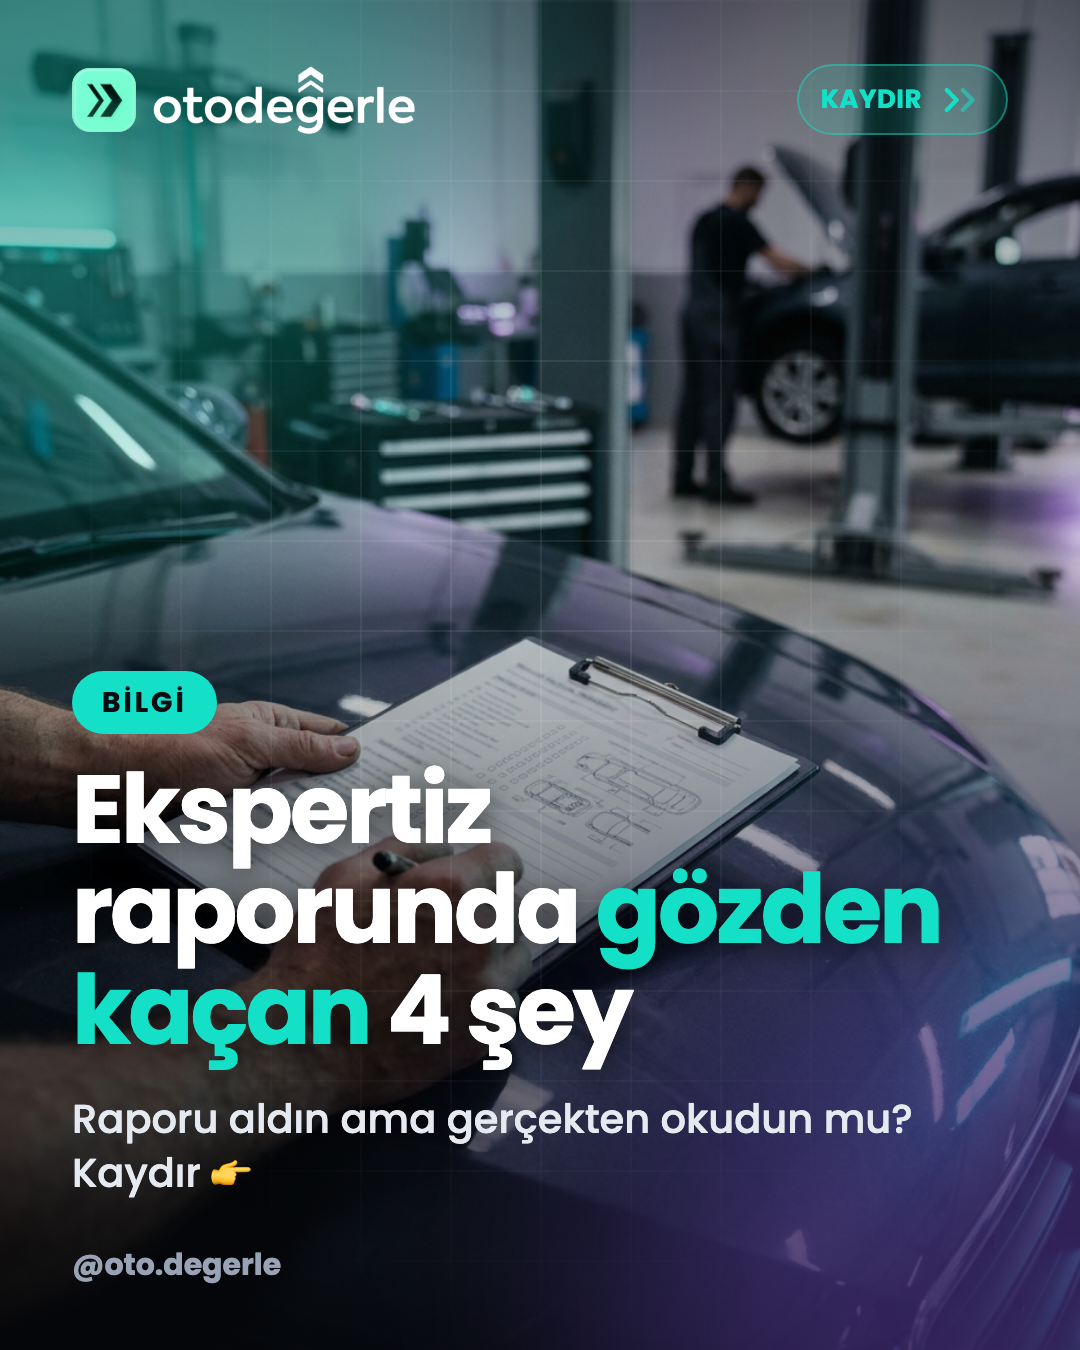 otodeğerle
KAYDIR
BİLGİ
Ekspertiz
raporunda gözden
kaçan 4 şey
Raporu aldın ama gerçekten okudun mu?
Kaydır 👉
@oto.degerle